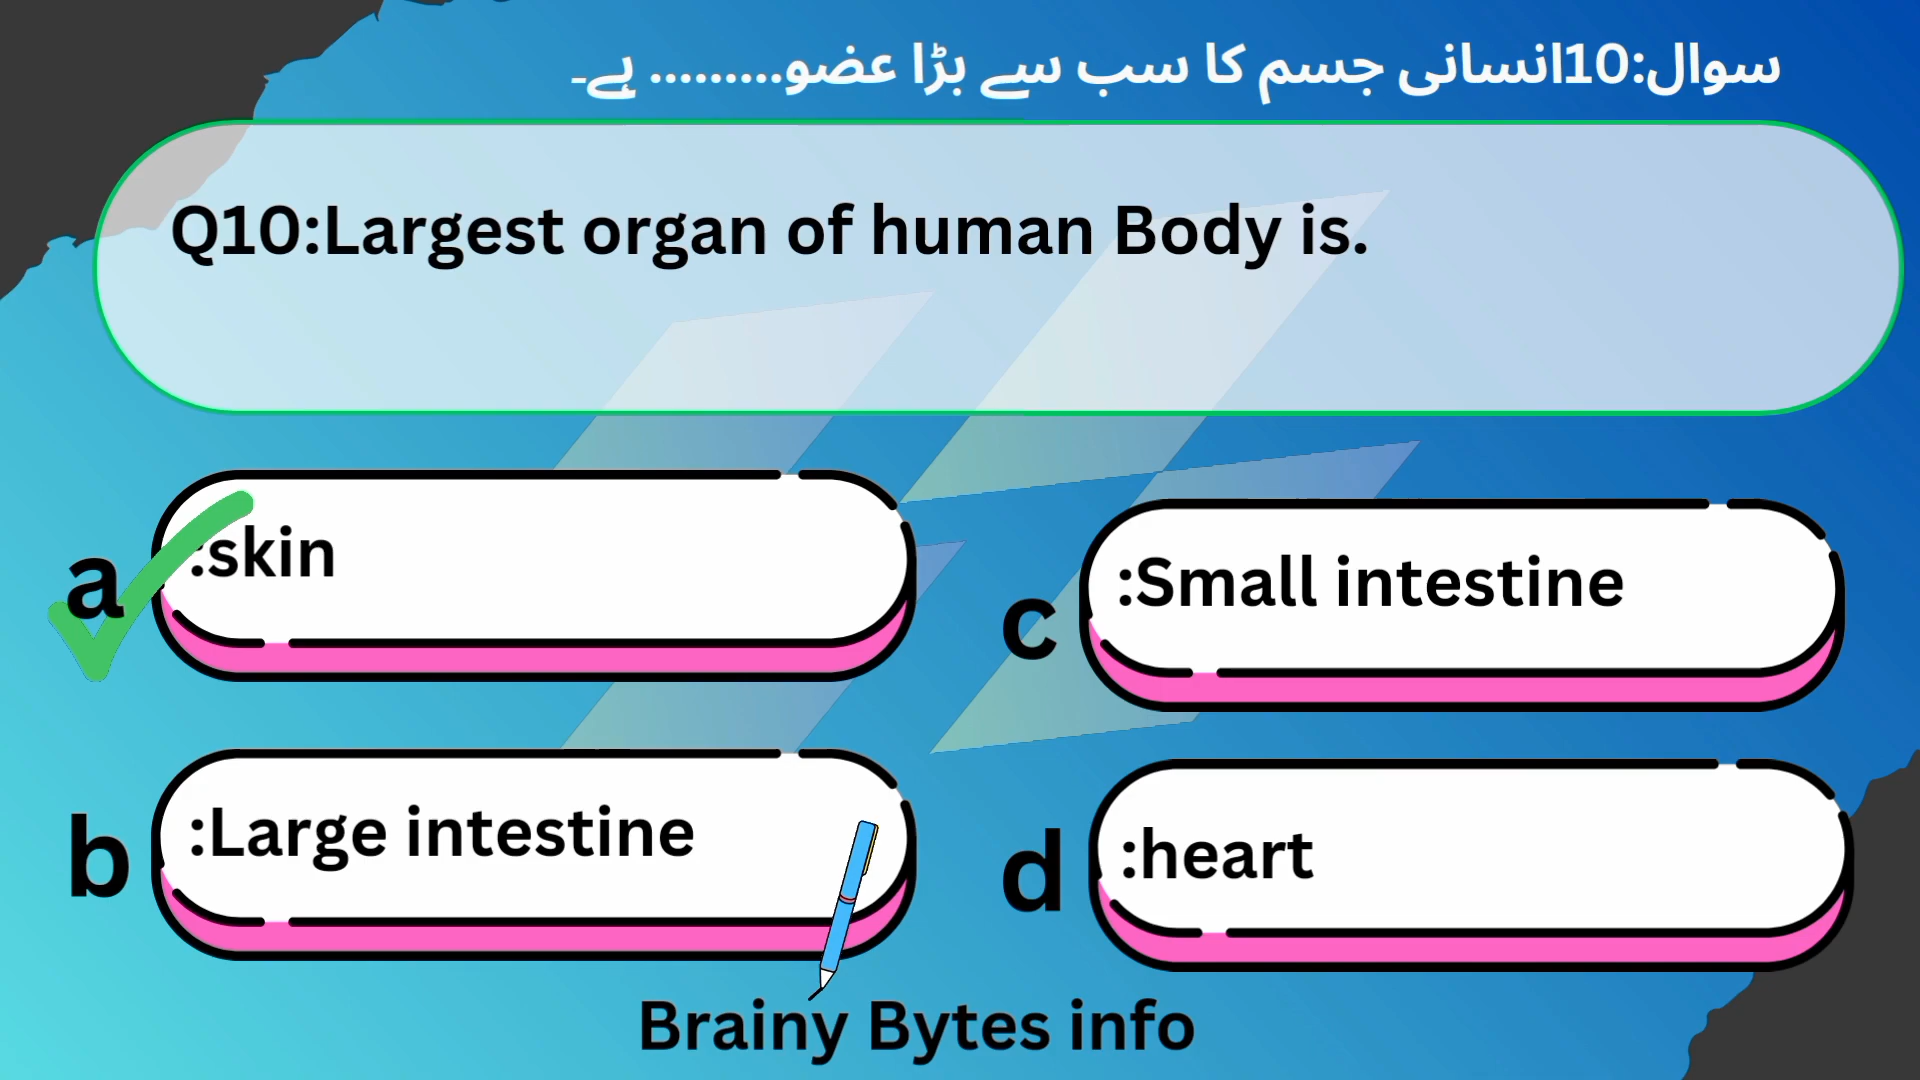 سوال:10انسانی جسم کا سب سے بڑا عضو......... ہے۔
Q10:Largest organ of human Body is.
a :skin
c :Small intestine
b :Large intestine
d :heart
Brainy Bytes info